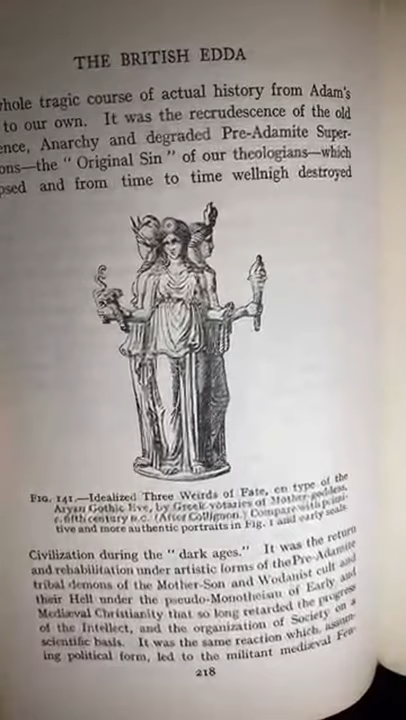 THE BRITISH EDDA
whole tragic course of actual history from Adam's
to our own. It was the recrudescence of the old
ence, Anarchy and degraded Pre-Adamite Super-
ons—the " Original Sin " of our theologians—which
psed and from time to time wellnigh destroyed
FIG. 141.—Idealized Three Weirds of Fate, on type of the
Aryan Gothic Eve, by Greek votaries of Mother-goddess,
c. fifth century B.C. (After Collignon.) Compare with primi-
tive and more authentic portraits in Fig. 1 and early seals.
Civilization during the " dark ages." It was the return
and rehabilitation under artistic forms of the Pre-Adamite
tribal demons of the Mother-Son and Wodanist cult and
their Hell under the pseudo-Monotheism of Early and
Mediæval Christianity that so long retarded the progress
of the Intellect, and the organization of Society on a
scientific basis. It was the same reaction which, assum-
ing political form, led to the militant mediæval Feu-
218